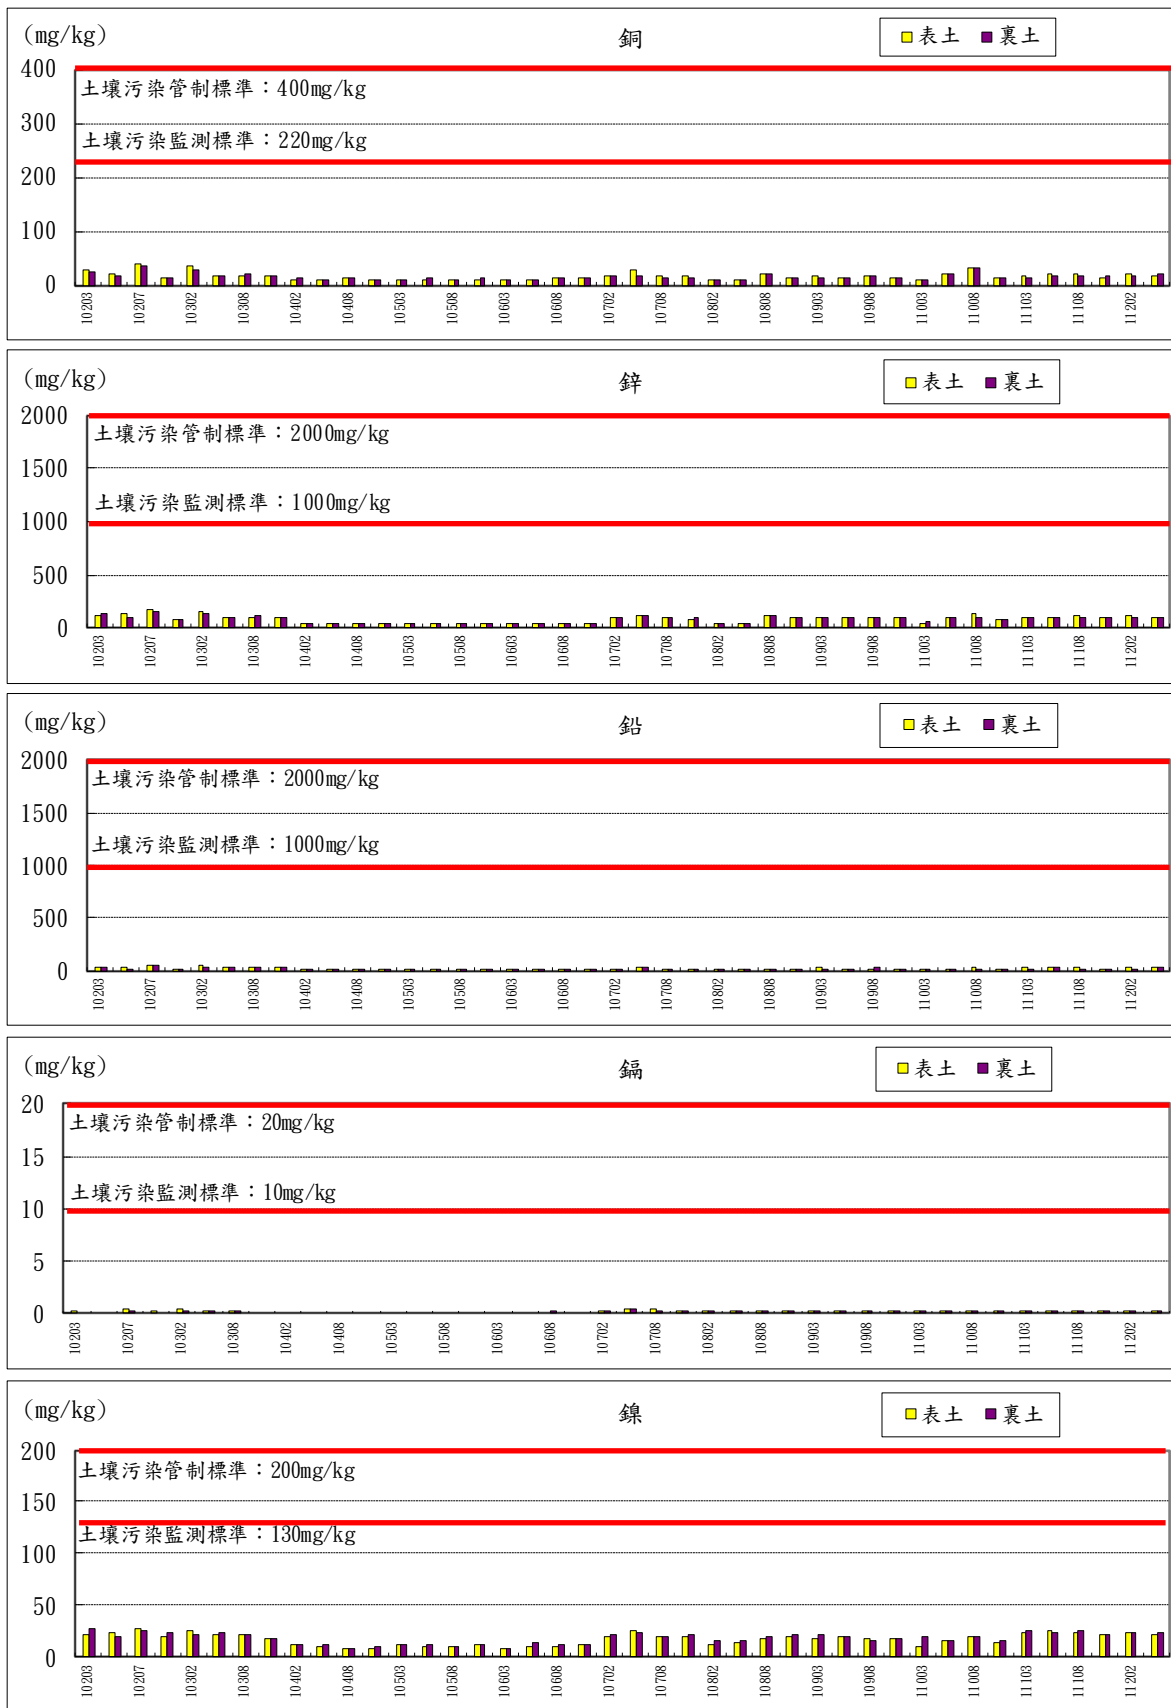 (mg/kg)
銅
表土 裏土
400
土壤污染管制標準：400mg/kg
300
土壤污染監測標準：220mg/kg
200
100
0
10203 10207 10302 10308 10402 10408 10503 10508 10603 10608 10702 10708 10802 10808 10903 10908 11003 11008 11103 11108 11202
(mg/kg)
鋅
表土 裏土
2000
土壤污染管制標準：2000mg/kg
1500
土壤污染監測標準：1000mg/kg
1000
500
0
10203 10207 10302 10308 10402 10408 10503 10508 10603 10608 10702 10708 10802 10808 10903 10908 11003 11008 11103 11108 11202
(mg/kg)
鉛
表土 裏土
2000
土壤污染管制標準：2000mg/kg
1500
土壤污染監測標準：1000mg/kg
1000
500
0
10203 10207 10302 10308 10402 10408 10503 10508 10603 10608 10702 10708 10802 10808 10903 10908 11003 11008 11103 11108 11202
(mg/kg)
鎘
表土 裏土
20
土壤污染管制標準：20mg/kg
15
土壤污染監測標準：10mg/kg
10
5
0
10203 10207 10302 10308 10402 10408 10503 10508 10603 10608 10702 10708 10802 10808 10903 10908 11003 11008 11103 11108 11202
(mg/kg)
鎳
表土 裏土
200
土壤污染管制標準：200mg/kg
150
土壤污染監測標準：130mg/kg
100
50
0
10203 10207 10302 10308 10402 10408 10503 10508 10603 10608 10702 10708 10802 10808 10903 10908 11003 11008 11103 11108 11202